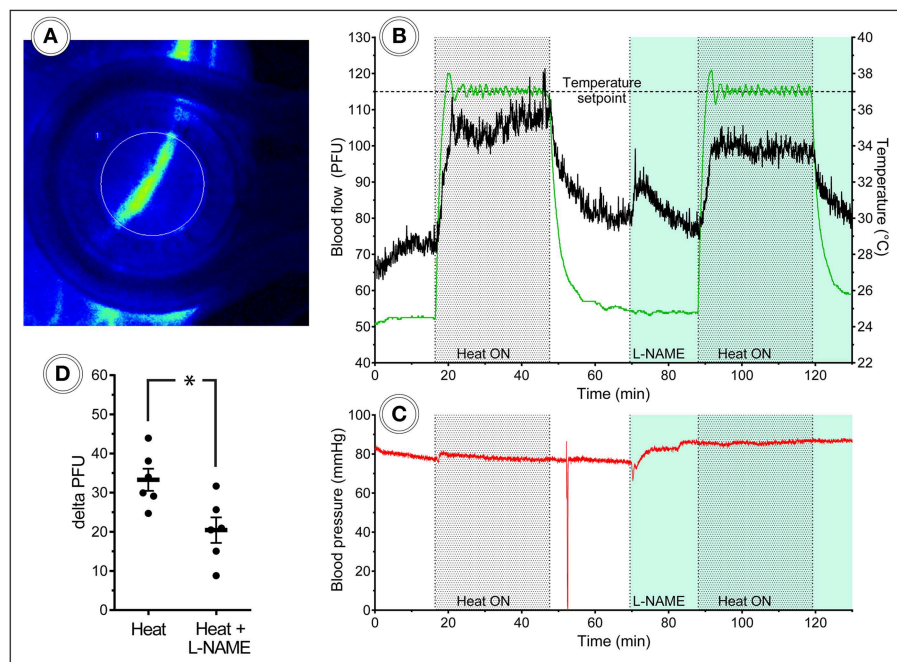 A
1
B
130
120
110
100
90
80
70
60
50
40
Blood flow (PFU)
Temperature
setpoint
Heat ON
L-NAME
Heat ON
40
38
36
34
32
30
28
26
24
22
Temperature (°C)
0 20 40 60 80 100 120
Time (min)
C
100
80
60
40
20
0
Blood pressure (mmHg)
Heat ON
L-NAME
Heat ON
0 20 40 60 80 100 120
Time (min)
D
60
50
40
30
20
10
0
delta PFU
*
Heat
Heat +
L-NAME